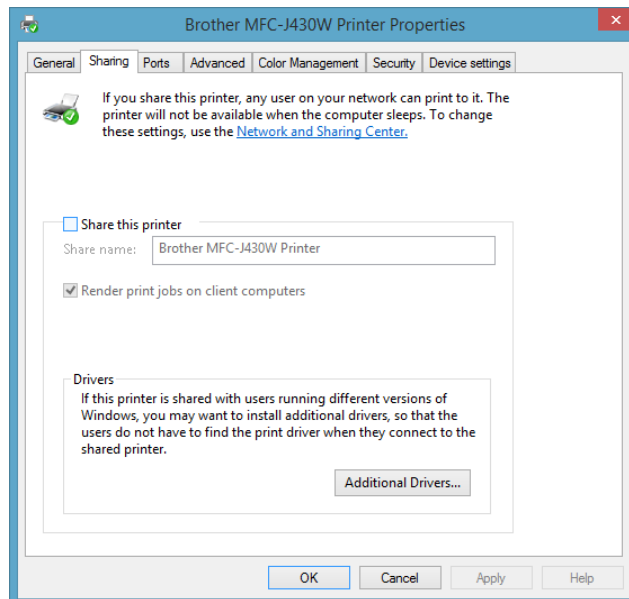 Brother MFC-J430W Printer Properties
General Sharing Ports Advanced Color Management Security Device settings
If you share this printer, any user on your network can print to it. The
printer will not be available when the computer sleeps. To change
these settings, use the Network and Sharing Center.
Share this printer
Share name: Brother MFC-J430W Printer
Render print jobs on client computers
Drivers
If this printer is shared with users running different versions of
Windows, you may want to install additional drivers, so that the
users do not have to find the print driver when they connect to the
shared printer.
Additional Drivers...
OK Cancel Apply Help